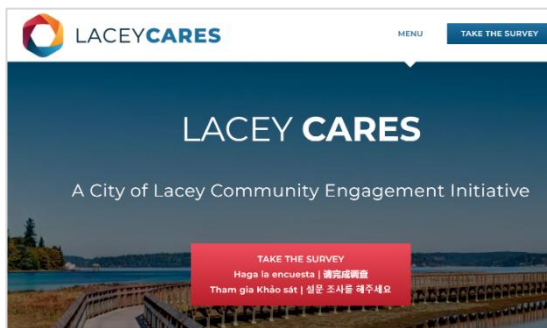 LACEYCARES
MENU
TAKE THE SURVEY
LACEY CARES
A City of Lacey Community Engagement Initiative
TAKE THE SURVEY
Haga la encuesta | 请完成调查
Tham gia Khảo sát | 설문 조사를 해주세요